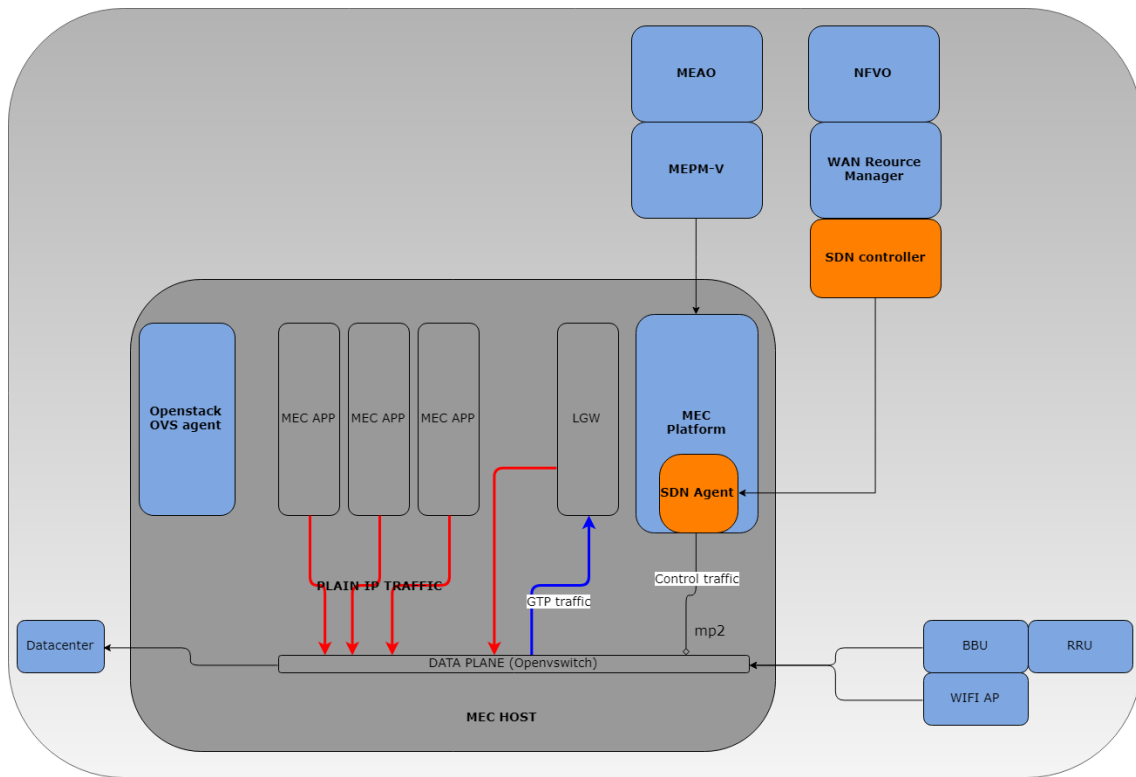 MEAO
NFVO
MEPM-V
WAN Reource
Manager
SDN controller
Openstack
OVS agent
MEC APP
MEC APP
MEC APP
LGW
MEC
Platform
SDN Agent
PLAIN IP TRAFFIC
GTP traffic
Control traffic
mp2
Datacenter
DATA PLANE (Openvswitch)
BBU
RRU
WIFI AP
MEC HOST